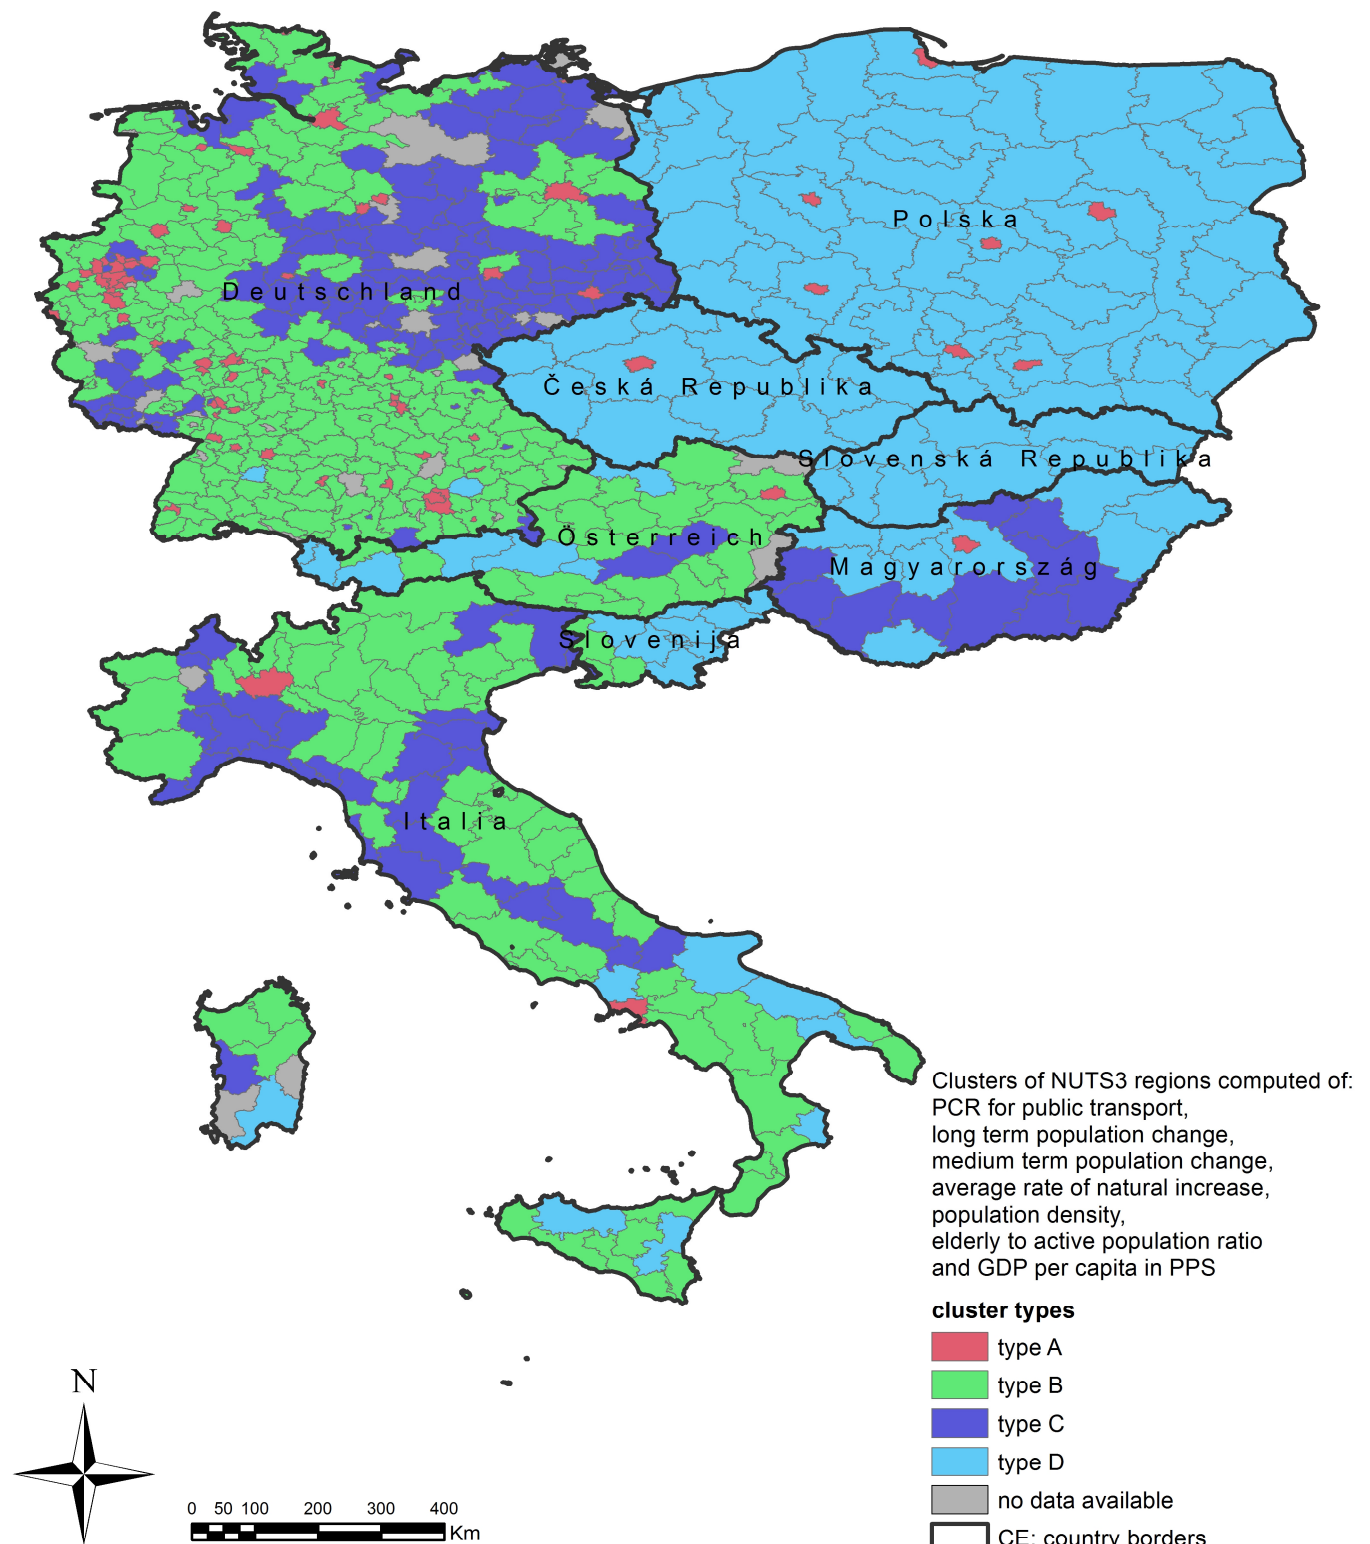 Polska
Deutschland
Česká Republika
Slovenská Republika
Österreich
Magyarország
Slovenija
Italia
Clusters of NUTS3 regions computed of:
PCR for public transport,
long term population change,
medium term population change,
average rate of natural increase,
population density,
elderly to active population ratio
and GDP per capita in PPS
cluster types
type A
type B
type C
type D
no data available
CE: country borders
N
0 50 100 200 300 400
Km